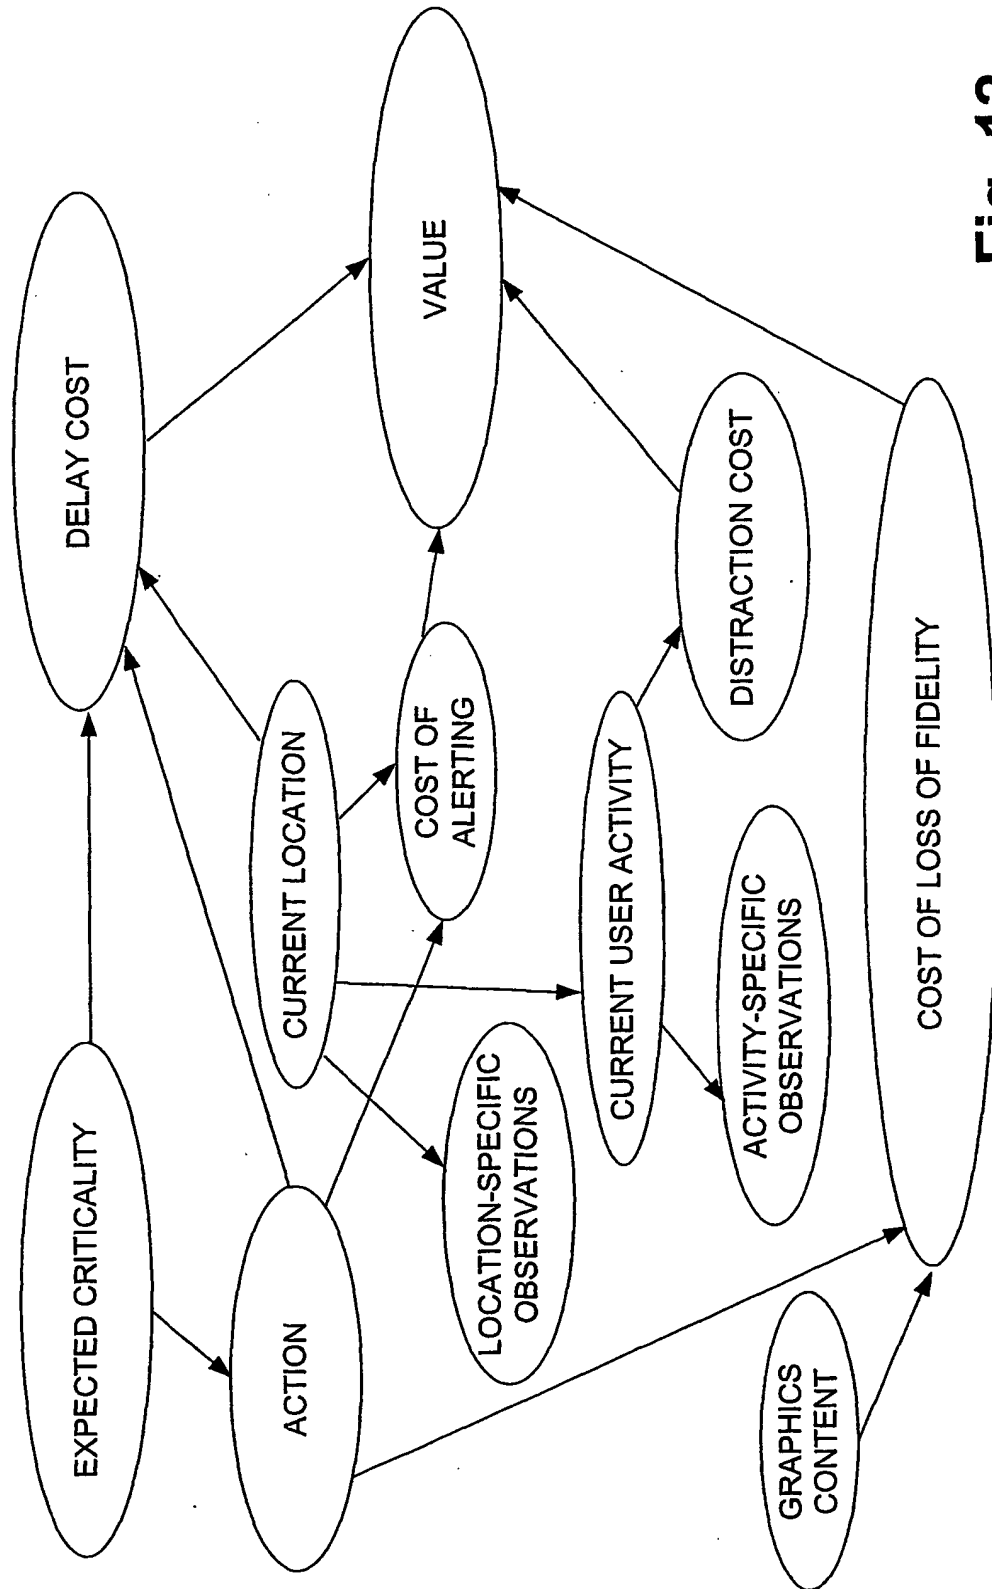 EXPECTED CRITICALITY
DELAY COST
ACTION
CURRENT LOCATION
VALUE
LOCATION-SPECIFIC
OBSERVATIONS
COST OF
ALERTING
CURRENT USER ACTIVITY
DISTRACTION COST
ACTIVITY-SPECIFIC
OBSERVATIONS
GRAPHICS
CONTENT
COST OF LOSS OF FIDELITY
Fig.